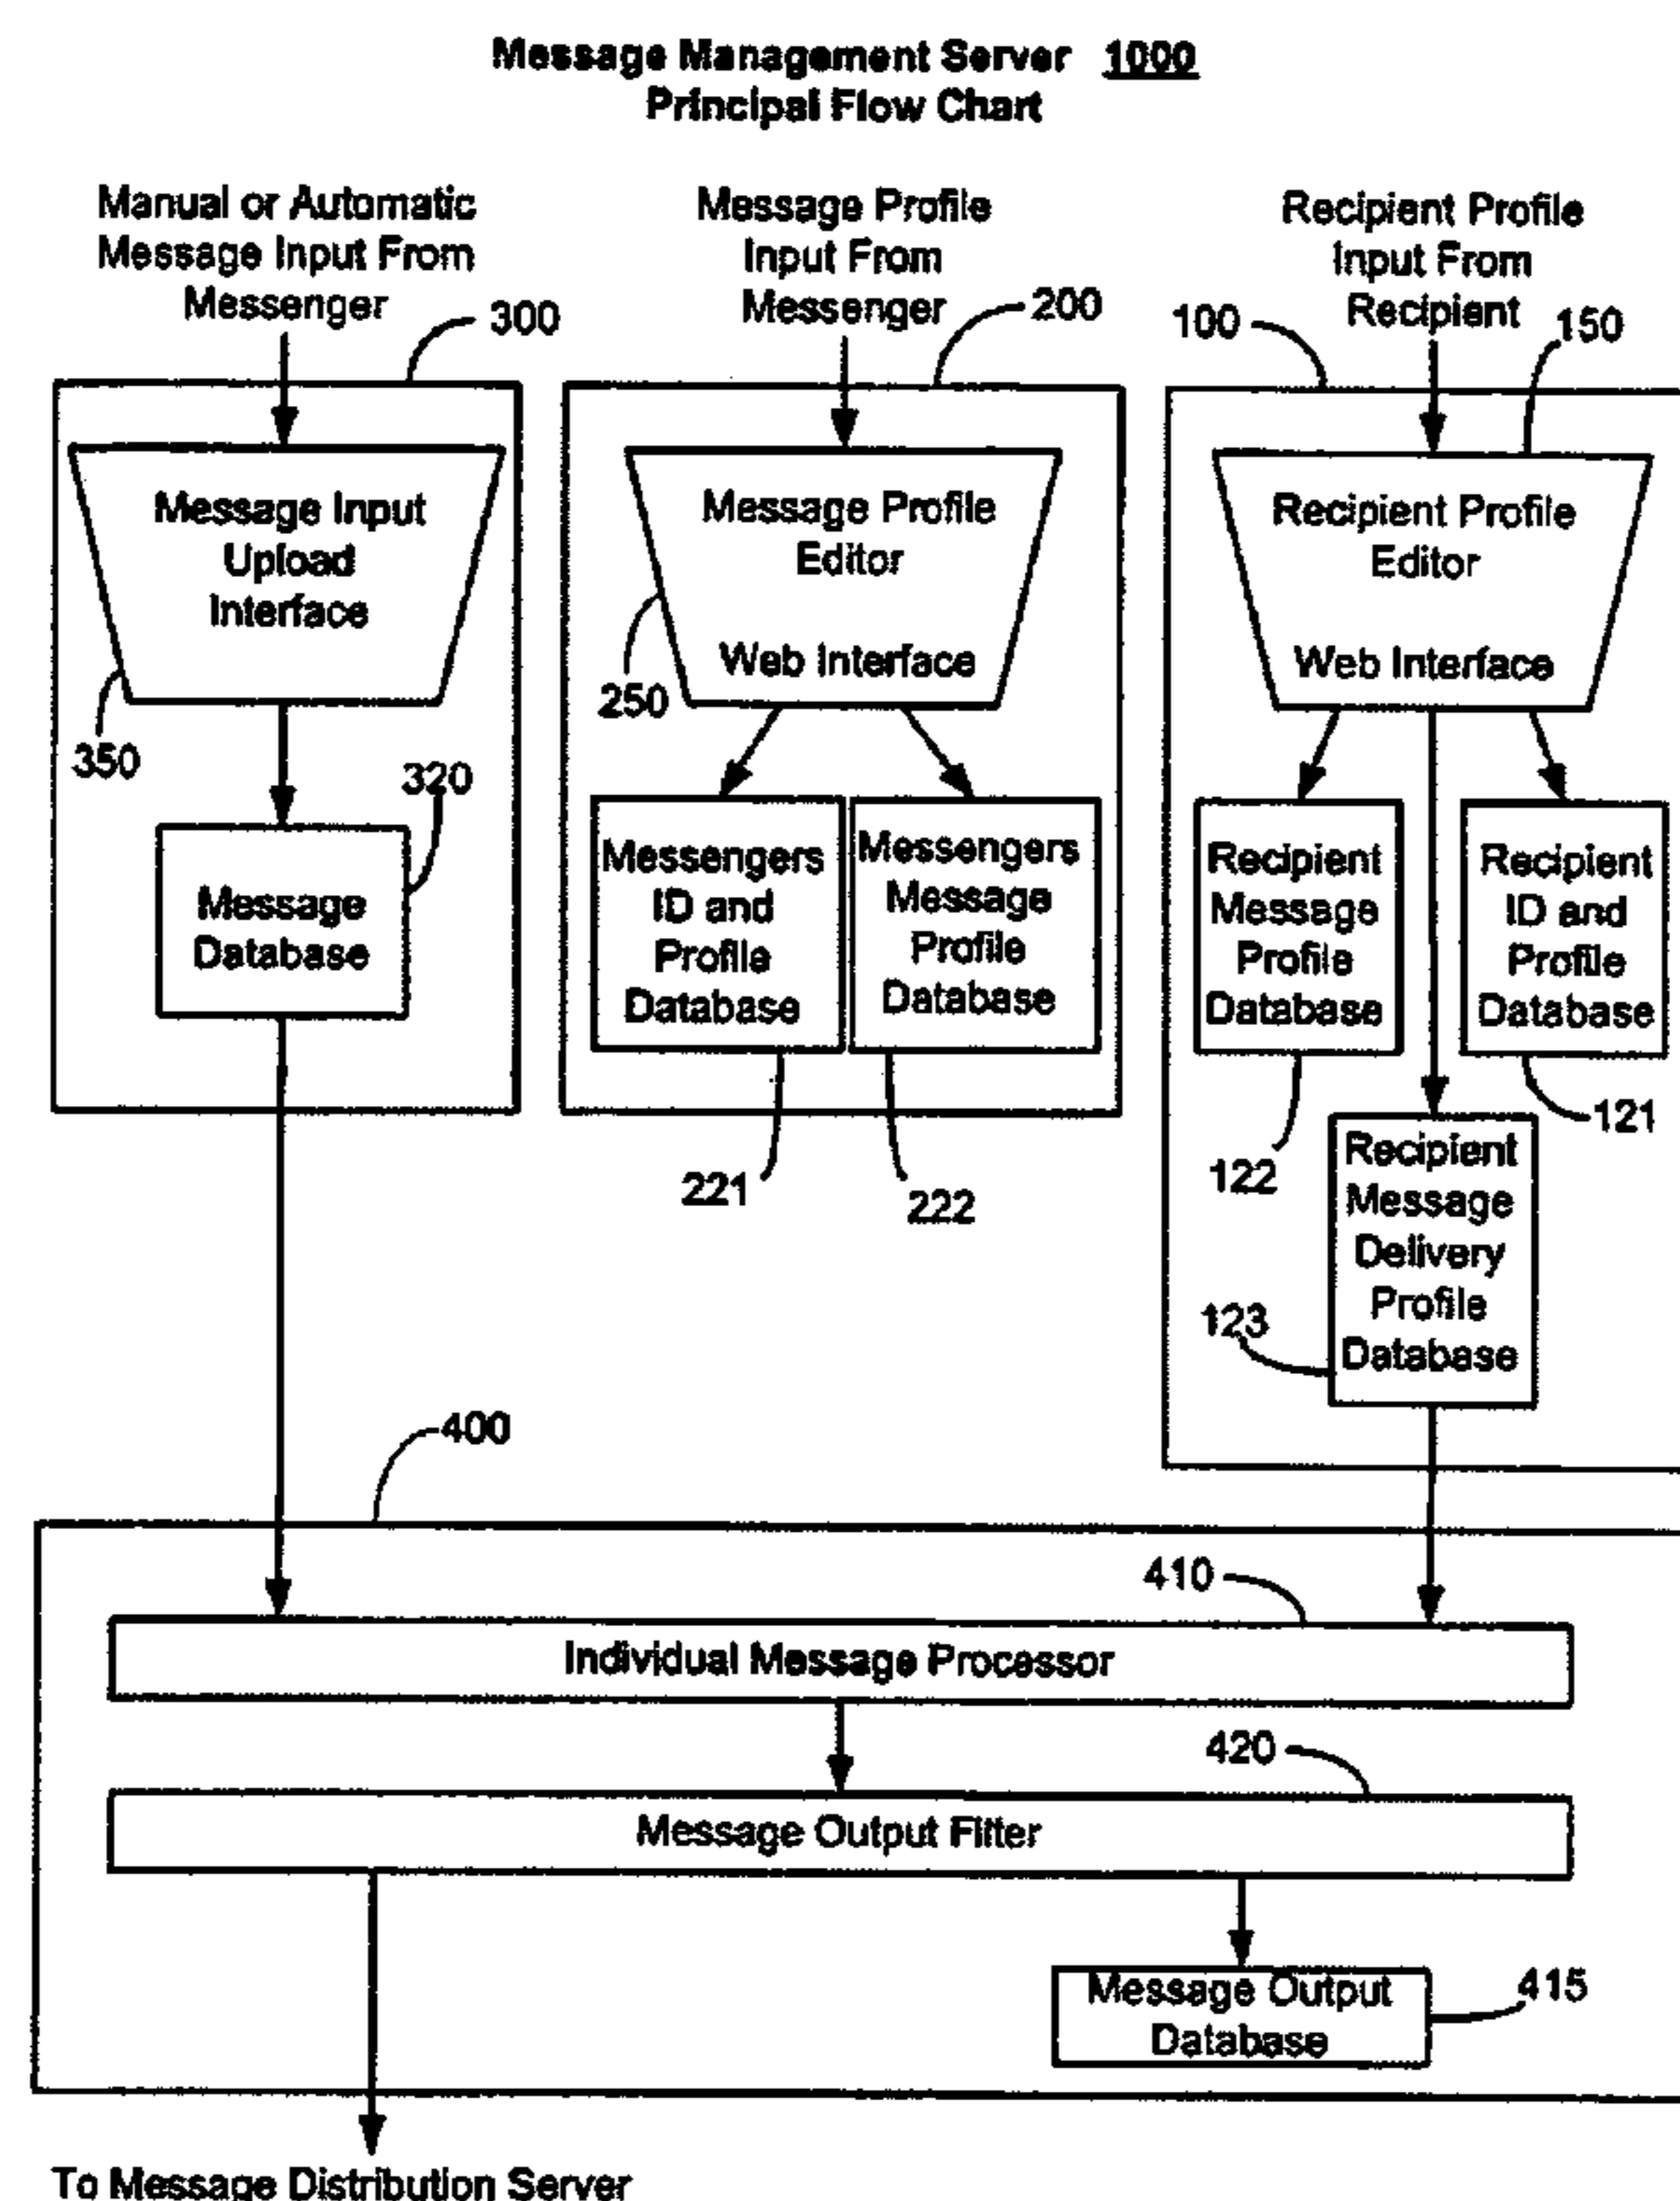 Message Management Server 1000
Principal Flow Chart
Manual or Automatic
Message Input From
Messenger
300
Message Profile
Input From
Messenger
200
Recipient Profile
Input From
Recipient
100
150
Message Input
Upload
Interface
350
Message Profile
Editor
Web Interface
250
Recipient Profile
Editor
Web Interface
320
Message
Database
Messengers
ID and
Profile
Database
Messengers
Message
Profile
Database
Recipient
Message
Profile
Database
Recipient
ID and
Profile
Database
221
222
122
121
Recipient
Message
Delivery
Profile
Database
123
400
410
Individual Message Processor
420
Message Output Filter
Message Output
Database
415
To Message Distribution Server